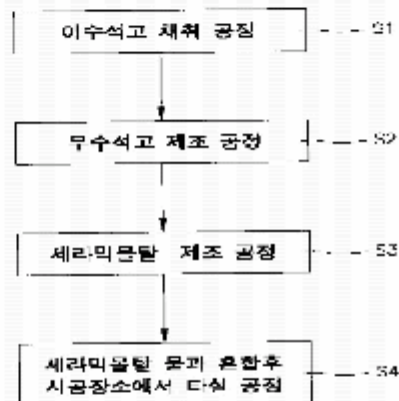 이수석고 채취 공정
S1
무수석고 제조 공정
S2
세라믹몰탈 제조 공정
S3
세라믹몰탈 물과 혼합후
시공장소에서 타설 공정
S4